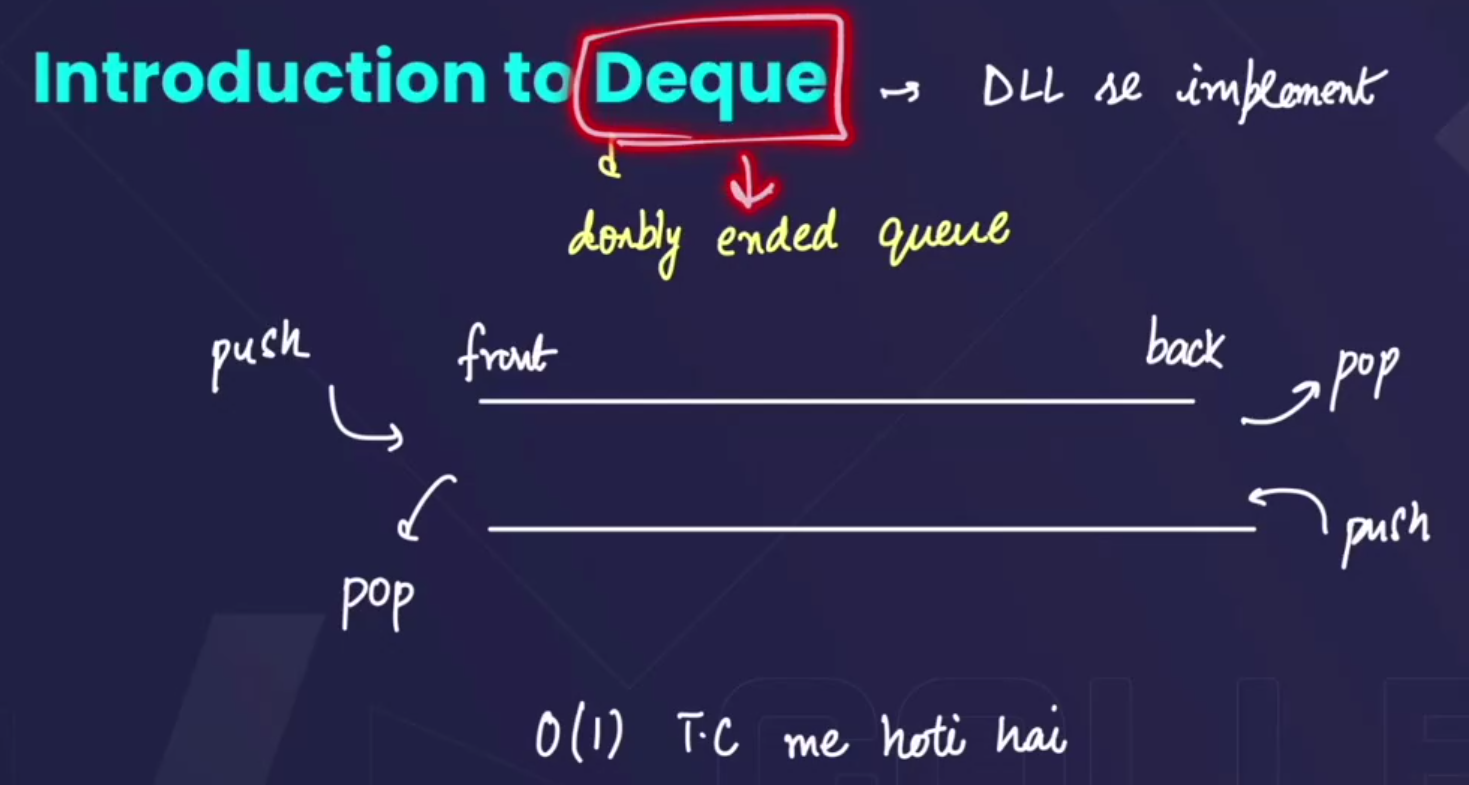 Introduction to Deque → DLL se implement
d
doubly ended queue
push front back pop
pop push
O(1) T.C me hoti hai